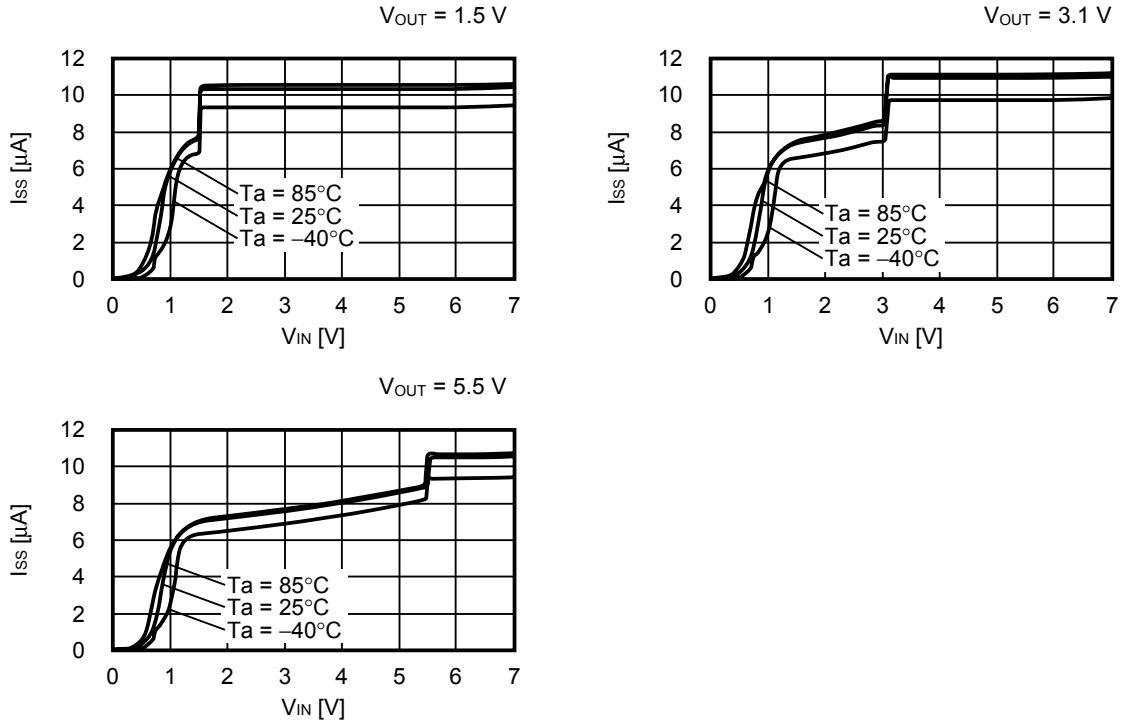 VOUT = 1.5 V
12
10
8
6
4
2
0
ISS [µA]
Ta = 85°C
Ta = 25°C
Ta = −40°C
0 1 2 3 4 5 6 7
VIN [V]
VOUT = 3.1 V
12
10
8
6
4
2
0
ISS [µA]
Ta = 85°C
Ta = 25°C
Ta = −40°C
0 1 2 3 4 5 6 7
VIN [V]
VOUT = 5.5 V
12
10
8
6
4
2
0
ISS [µA]
Ta = 85°C
Ta = 25°C
Ta = −40°C
0 1 2 3 4 5 6 7
VIN [V]